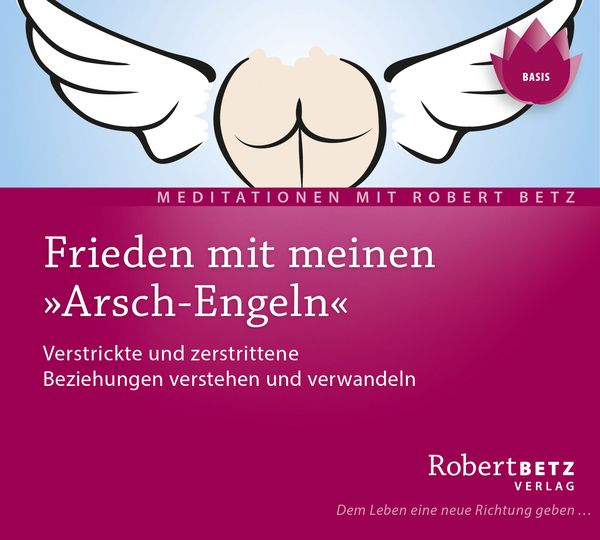 BASIS
MEDITATIONEN MIT ROBERT BETZ
Frieden mit meinen
»Arsch-Engeln«
Verstrickte und zerstrittene
Beziehungen verstehen und verwandeln
RobertBETZ
VERLAG
Dem Leben eine neue Richtung geben ...